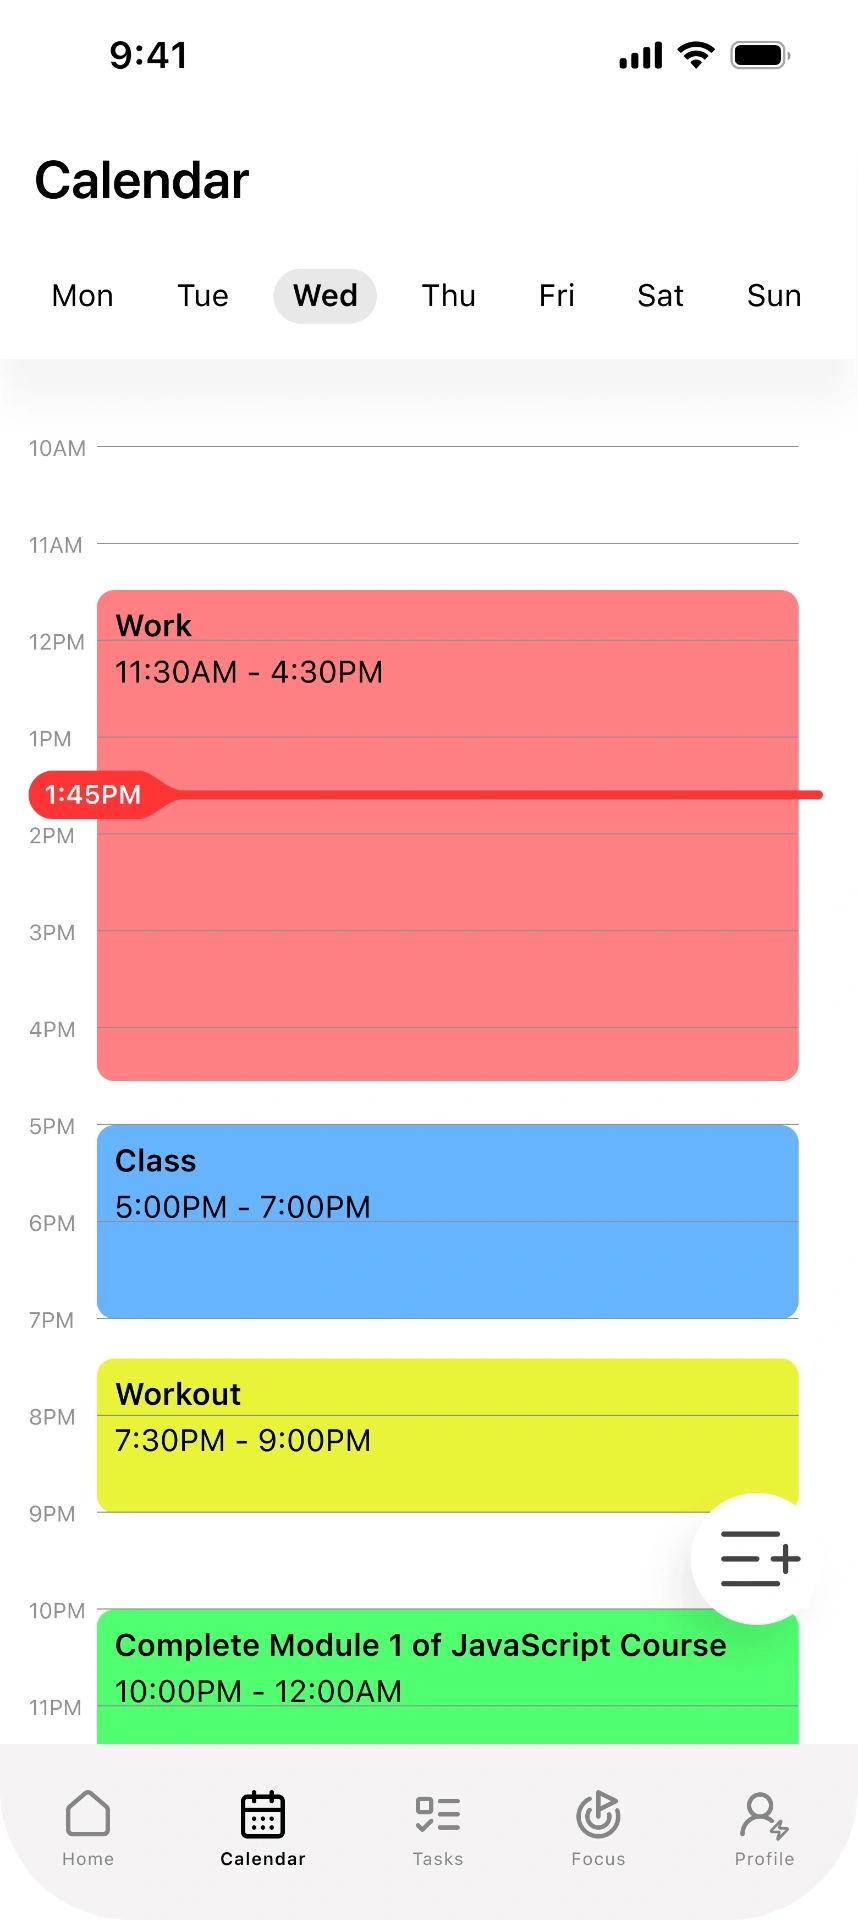 9:41
Calendar
Mon Tue Wed Thu Fri Sat Sun
10AM
11AM
Work
12PM
11:30AM - 4:30PM
1PM
1:45PM
2PM
3PM
4PM
5PM
Class
5:00PM - 7:00PM
6PM
7PM
Workout
8PM
7:30PM - 9:00PM
9PM
10PM
Complete Module 1 of JavaScript Course
10:00PM - 12:00AM
11PM
Home Calendar Tasks Focus Profile